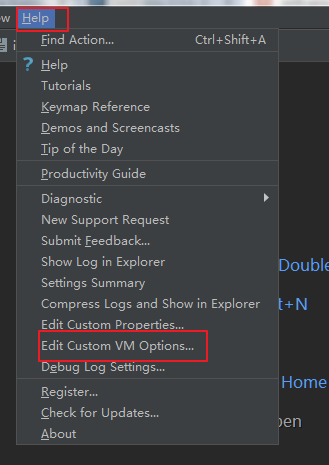 w Help
Find Action... Ctrl+Shift+A
? Help
Tutorials
Keymap Reference
Demos and Screencasts
Tip of the Day
Productivity Guide
Diagnostic
New Support Request
Submit Feedback...
Show Log in Explorer
Double
Settings Summary
Compress Logs and Show in Explorer
t+N
Edit Custom Properties...
Edit Custom VM Options...
Debug Log Settings...
Home
Register...
Check for Updates...
pen
About